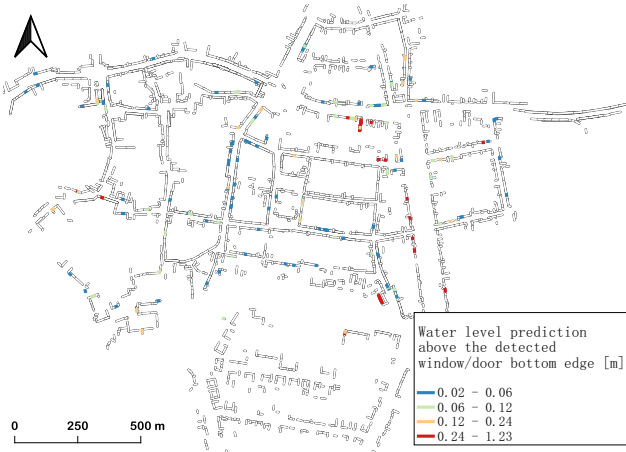 Water level prediction
above the detected
window/door bottom edge [m]
0.02 - 0.06
0.06 - 0.12
0.12 - 0.24
0.24 - 1.23
0 250 500 m